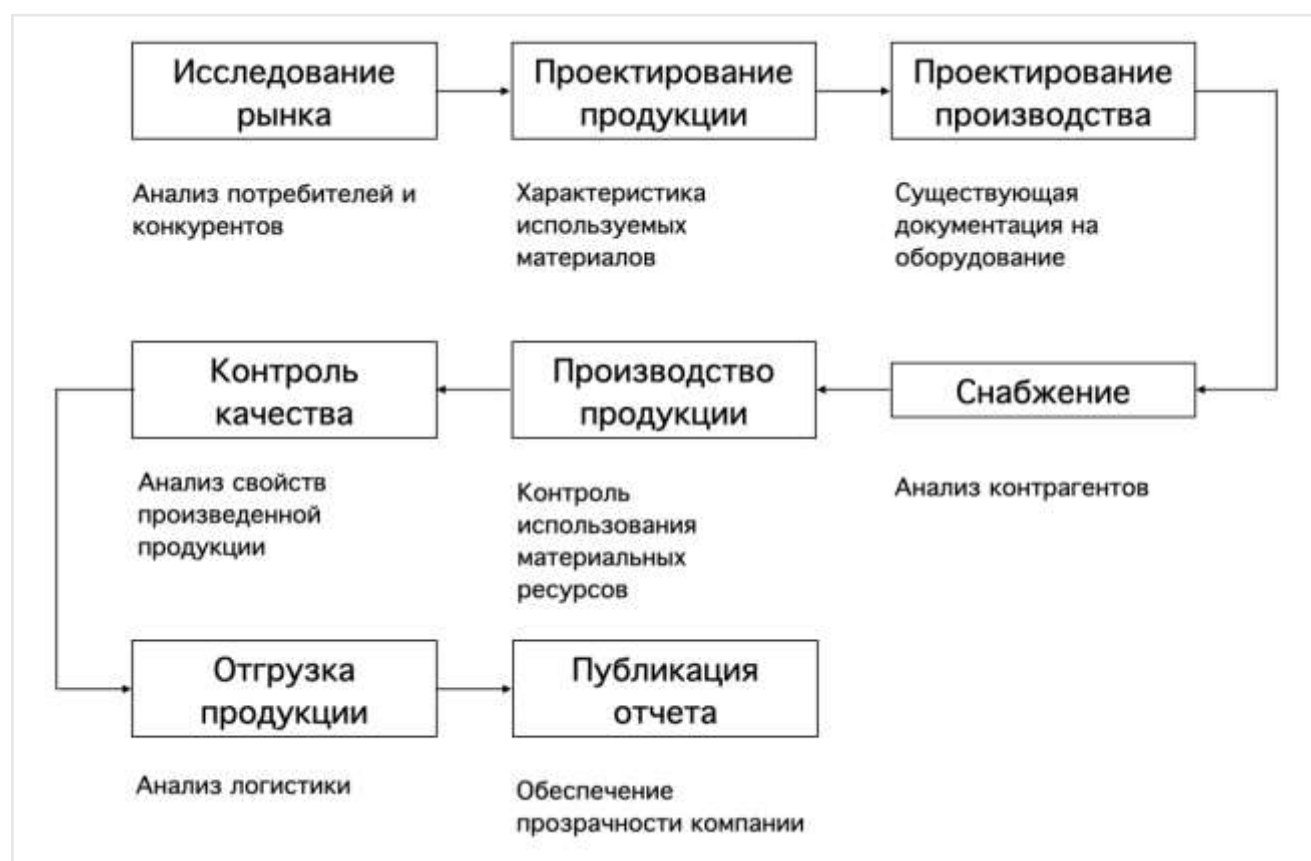 Исследование
рынка
Проектирование
продукции
Проектирование
производства
Анализ потребителей и
конкурентов
Характеристика
используемых
материалов
Существующая
документация на
оборудование
Контроль
качества
Производство
продукции
Снабжение
Анализ свойств
произведенной
продукции
Контроль
использования
материальных
ресурсов
Анализ контрагентов
Отгрузка
продукции
Публикация
отчета
Анализ логистики
Обеспечение
прозрачности компании